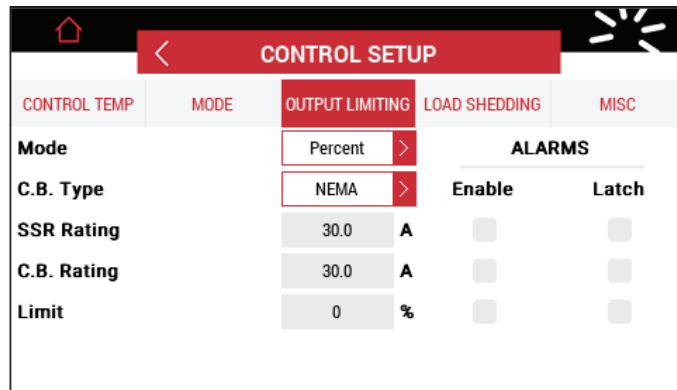 CONTROL SETUP
CONTROL TEMP MODE OUTPUT LIMITING LOAD SHEDDING MISC
Mode Percent ALARMS
C.B. Type NEMA Enable Latch
SSR Rating 30.0 A
C.B. Rating 30.0 A
Limit 0 %